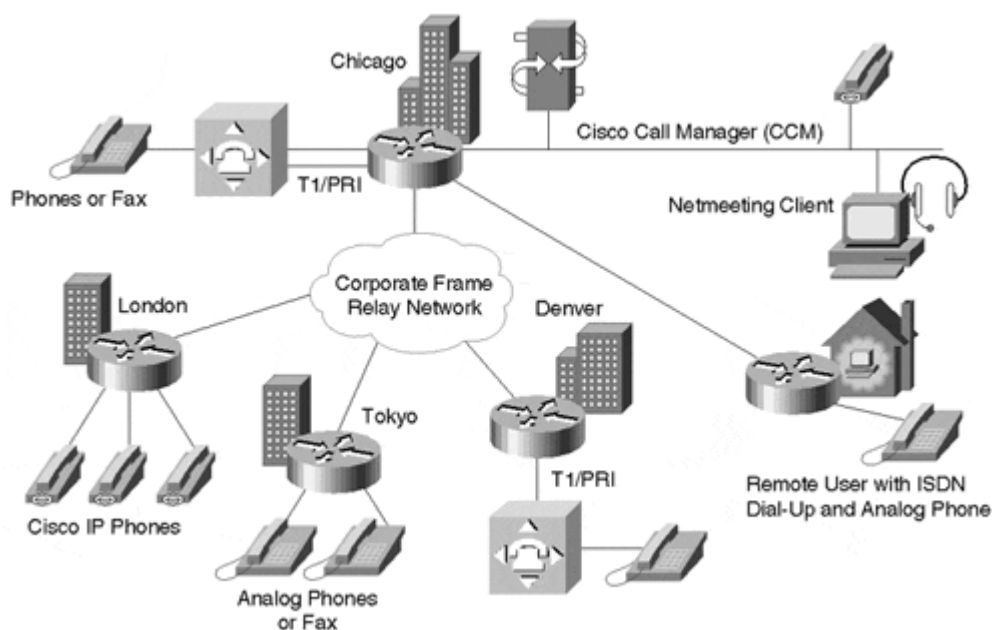 Chicago
Cisco Call Manager (CCM)
T1/PRI
Phones or Fax
Netmeeting Client
Corporate Frame
Relay Network
London
Denver
Tokyo
T1/PRI
Cisco IP Phones
Remote User with ISDN
Dial-Up and Analog Phone
Analog Phones
or Fax